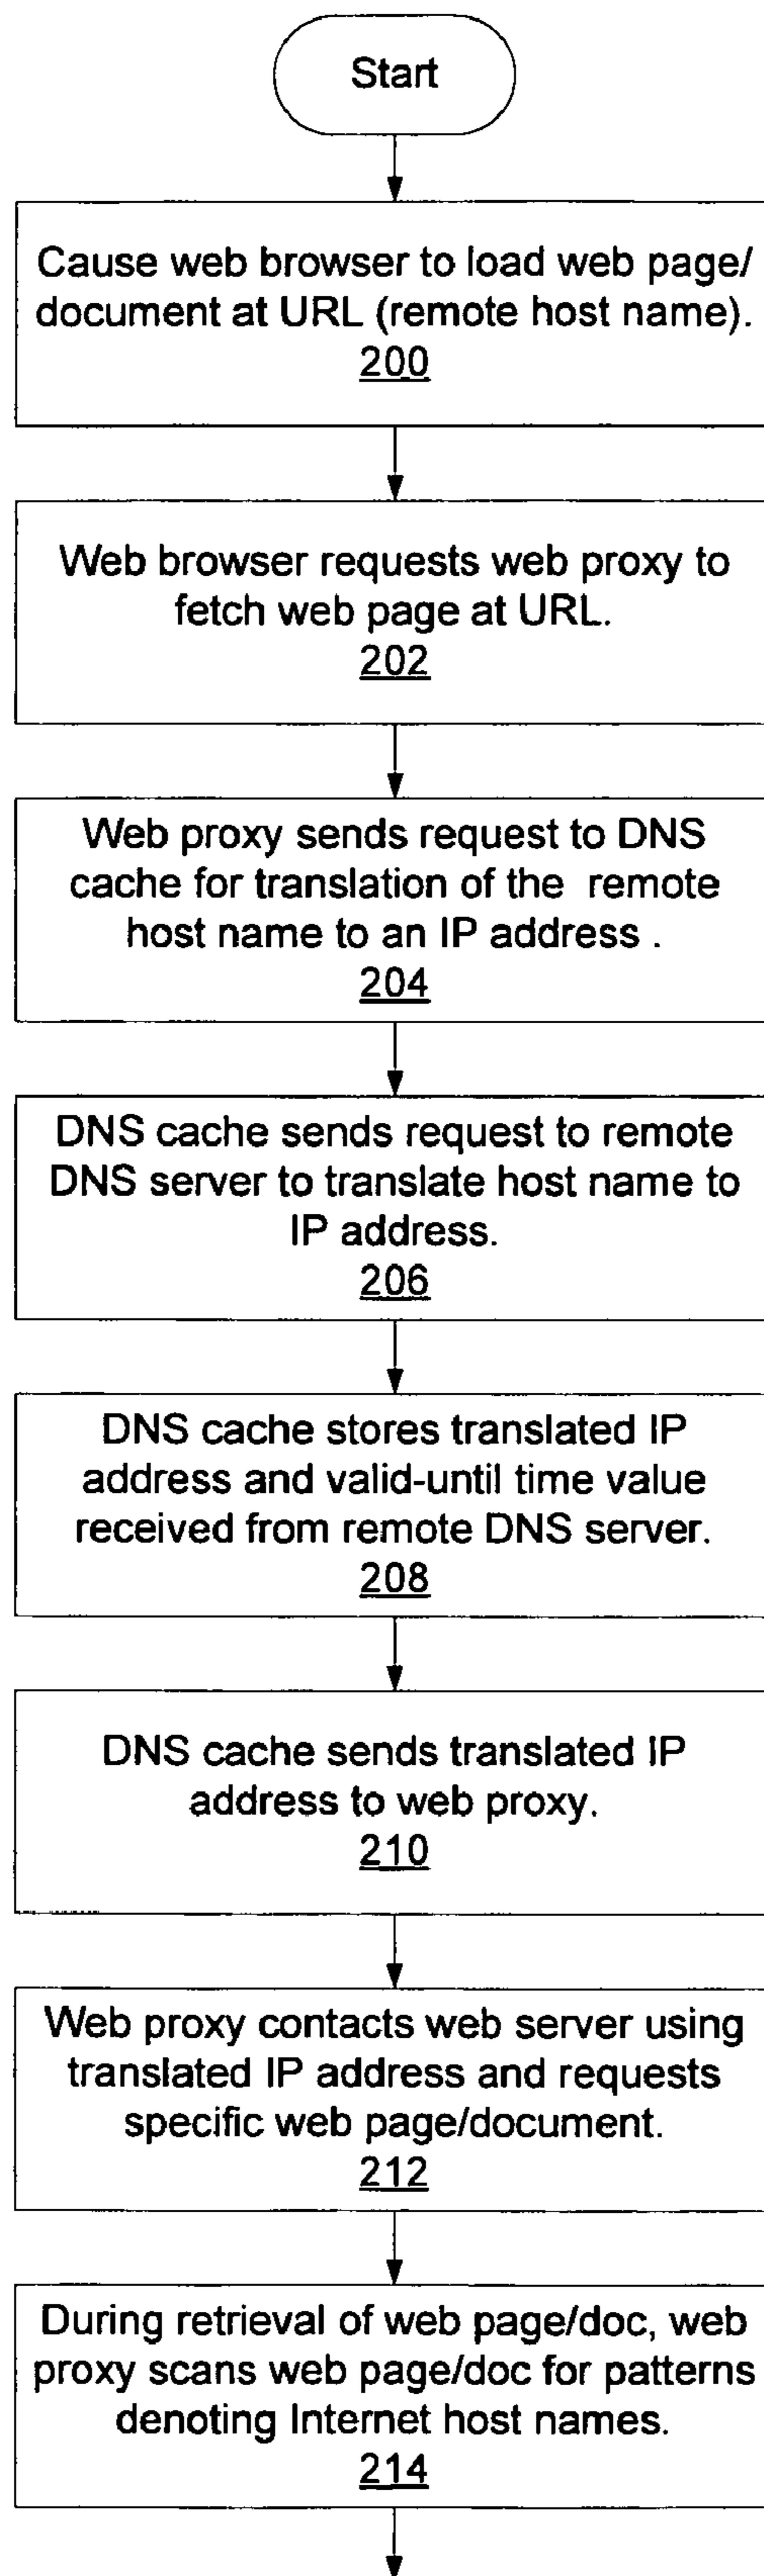 Start
Cause web browser to load web page/
document at URL (remote host name).
200
Web browser requests web proxy to
fetch web page at URL.
202
Web proxy sends request to DNS
cache for translation of the remote
host name to an IP address .
204
DNS cache sends request to remote
DNS server to translate host name to
IP address.
206
DNS cache stores translated IP
address and valid-until time value
received from remote DNS server.
208
DNS cache sends translated IP
address to web proxy.
210
Web proxy contacts web server using
translated IP address and requests
specific web page/document.
212
During retrieval of web page/doc, web
proxy scans web page/doc for patterns
denoting Internet host names.
214